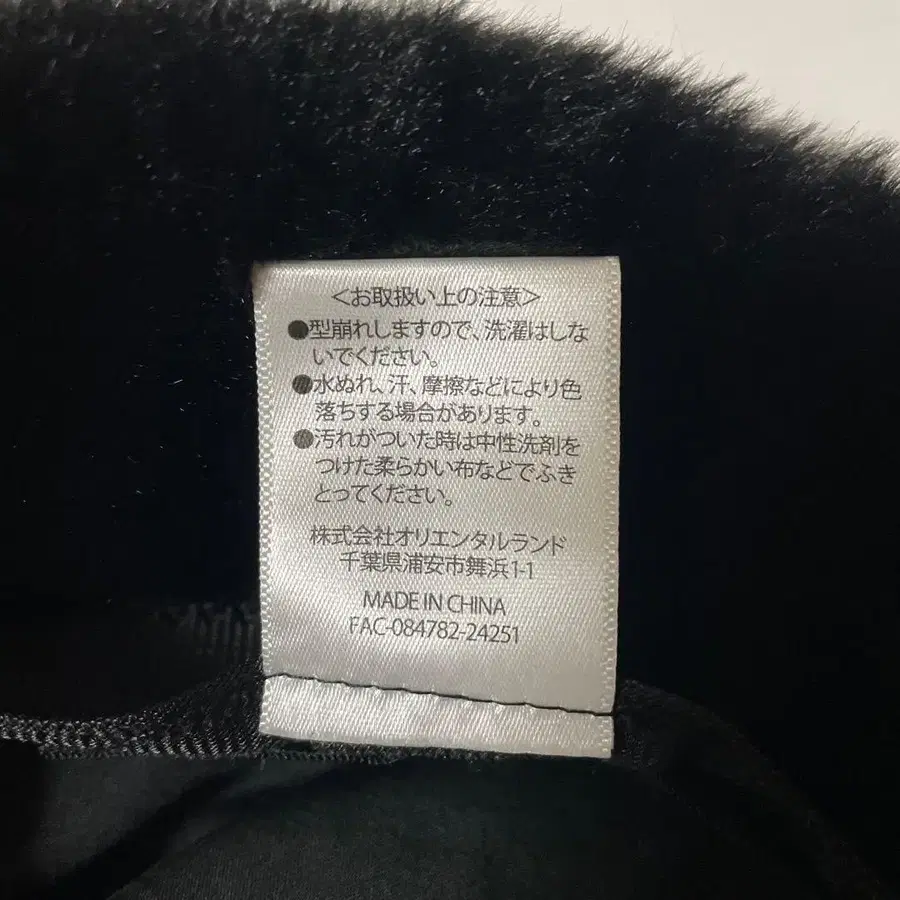 ＜お取扱い上の注意＞
●型崩れしますので、洗濯はしな
いでください。
●水ぬれ、汗、摩擦などにより色
落ちする場合があります。
●汚れがついた時は中性洗剤を
つけた柔らかい布などでふき
とってください。
株式会社オリエンタルランド
千葉県浦安市舞浜1-1
MADE IN CHINA
FAC-084782-24251